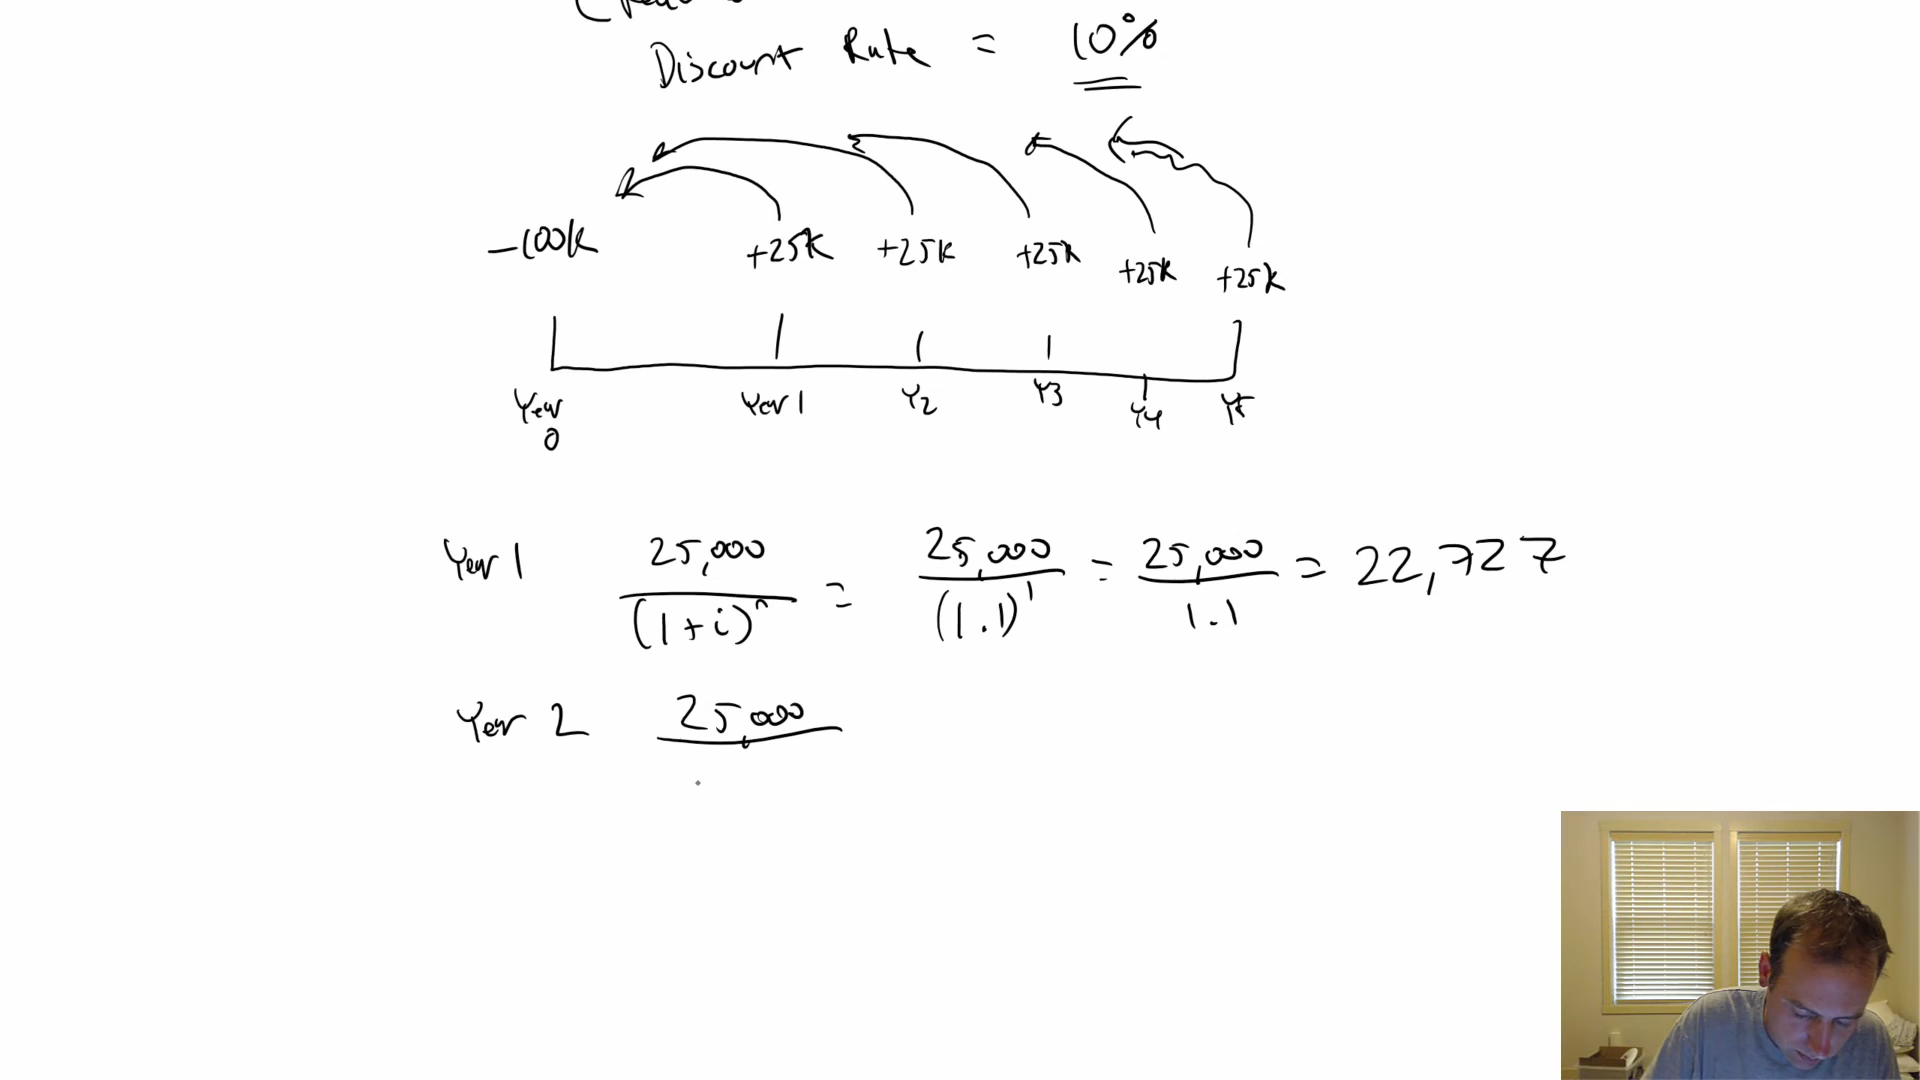 Discount Rate = 10%
-100k +25k +25k +25k +25k +25k
Year 0 Year 1 Y2 Y3 Y4 Y5
Year 1 25,000/(1+i)^n = 25,000/(1.1)^1 = 25,000/1.1 = 22,727
Year 2 25,000